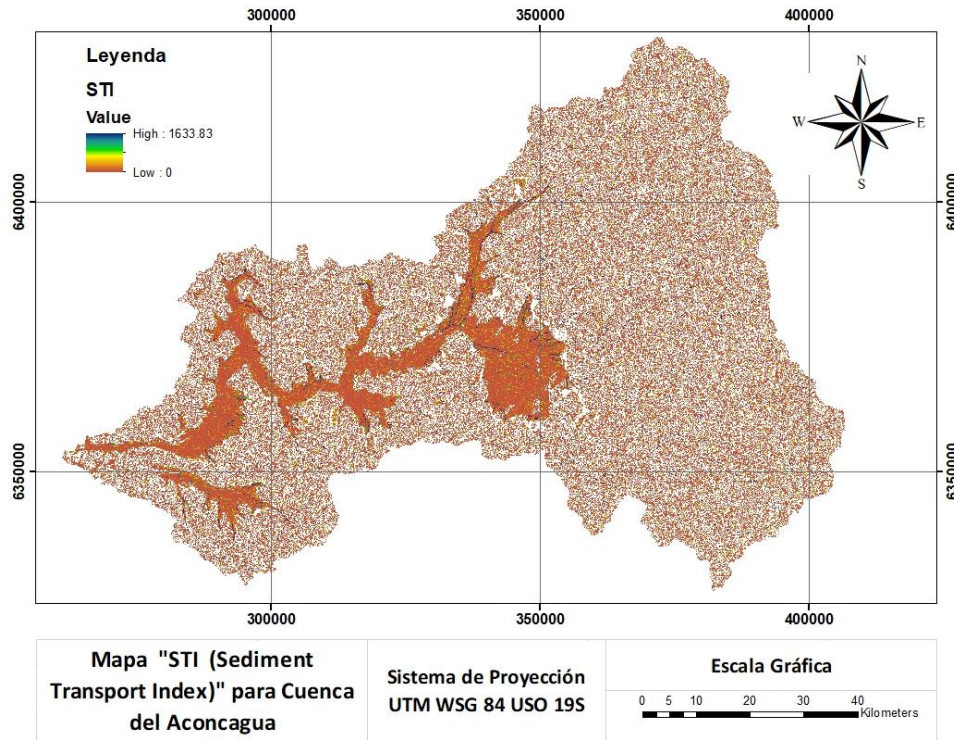 300000 350000 400000
Leyenda
STI
Value
High : 1633.83
Low : 0
N
W E
S
6400000 6400000
6350000 6350000
300000 350000 400000
Mapa "STI (Sediment
Transport Index)" para Cuenca
del Aconcagua
Sistema de Proyección
UTM WSG 84 USO 19S
Escala Gráfica
0 5 10 20 30 40
Kilometers